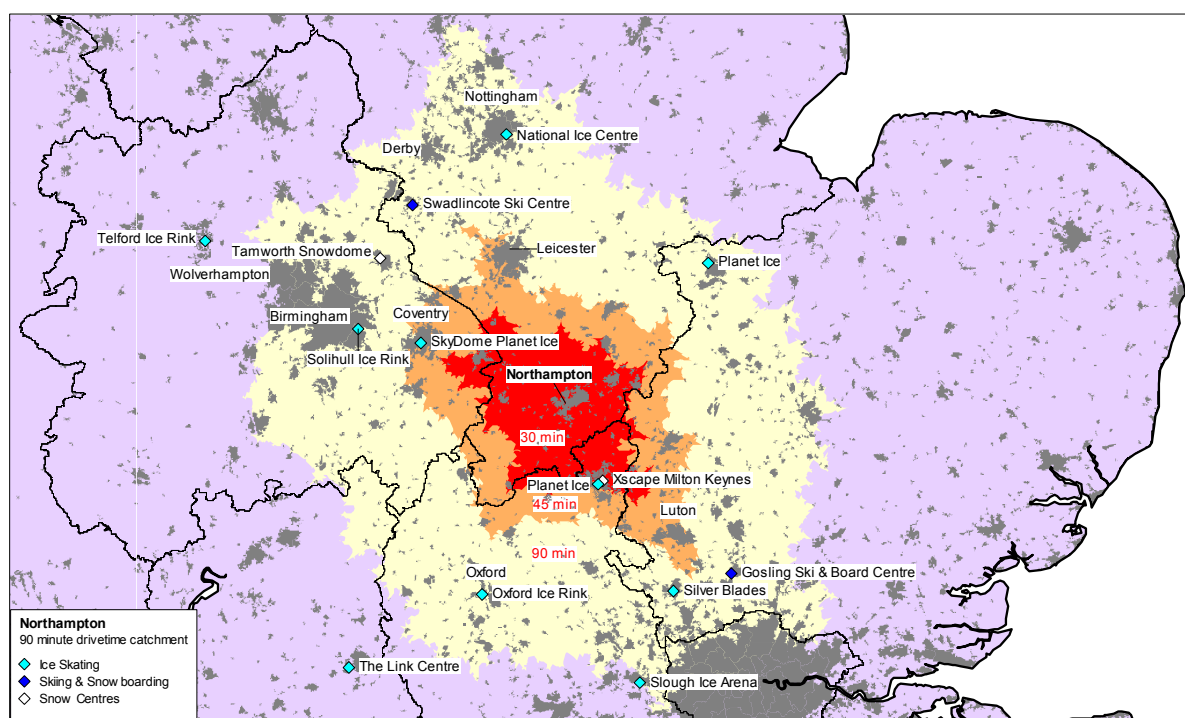 Nottingham
National Ice Centre
Derby
Swadlincote Ski Centre
Telford Ice Rink
Tamworth Snowdome
Leicester
Planet Ice
Wolverhampton
Birmingham
Coventry
SkyDome Planet Ice
Solihull Ice Rink
Northampton
30 min
Planet Ice
Xscape Milton Keynes
45 min
Luton
90 min
Oxford
Gosling Ski & Board Centre
Oxford Ice Rink
Silver Blades
The Link Centre
Slough Ice Arena
Northampton
90 minute drivetime catchment
Ice Skating
Skiing & Snow boarding
Snow Centres